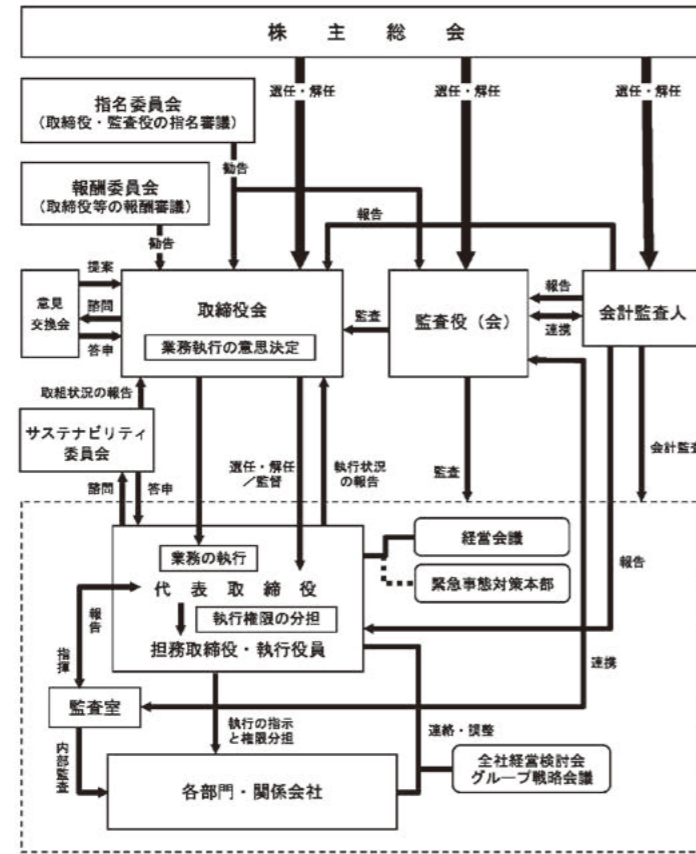 株主総会
選任・解任
選任・解任
選任・解任
指名委員会
（取締役・監査役の指名審議）
勧告
報酬委員会
（取締役等の報酬審議）
勧告
報告
意見
交換会
提案
諮問
答申
取締役会
業務執行の意思決定
監査
監査役（会）
報告
連携
会計監査人
取組状況の報告
サステナビリティ
委員会
諮問
答申
選任・解任
／監督
執行状況
の報告
監査
会計監査
業務の執行
代表取締役
執行権限の分担
担務取締役・執行役員
経営会議
緊急事態対策本部
報告
報告
指揮
監査室
連携
内部監査
執行の指示
と権限分担
連絡・調整
全社経営検討会
グループ戦略会議
各部門・関係会社